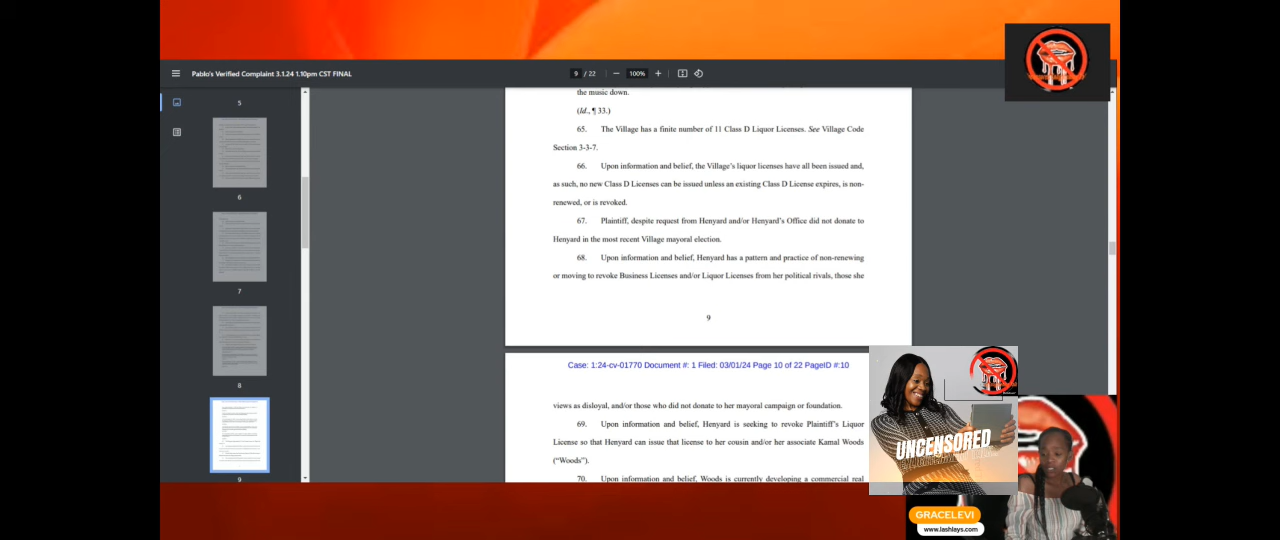 Pablo's Verified Complaint 3.1.24 1.10pm CST FINAL
9 / 22
100%
5
6
7
8
9
the music down.
(Id., ¶ 33.)
65. The Village has a finite number of 11 Class D Liquor Licenses. See Village Code
Section 3-3-7.
66. Upon information and belief, the Village's liquor licenses have all been issued and,
as such, no new Class D Licenses can be issued unless an existing Class D License expires, is non-
renewed, or is revoked.
67. Plaintiff, despite request from Henyard and/or Henyard's Office did not donate to
Henyard in the most recent Village mayoral election.
68. Upon information and belief, Henyard has a pattern and practice of non-renewing
or moving to revoke Business Licenses and/or Liquor Licenses from her political rivals, those she
9
Case: 1:24-cv-01770 Document #: 1 Filed: 03/01/24 Page 10 of 22 PageID #:10
views as disloyal, and/or those who did not donate to her mayoral campaign or foundation.
69. Upon information and belief, Henyard is seeking to revoke Plaintiff's Liquor
License so that Henyard can issue that license to her cousin and/or her associate Kamal Woods
("Woods").
70. Upon information and belief, Woods is currently developing a commercial real
UNCENSORED
GRACELEVI
www.lashlays.com